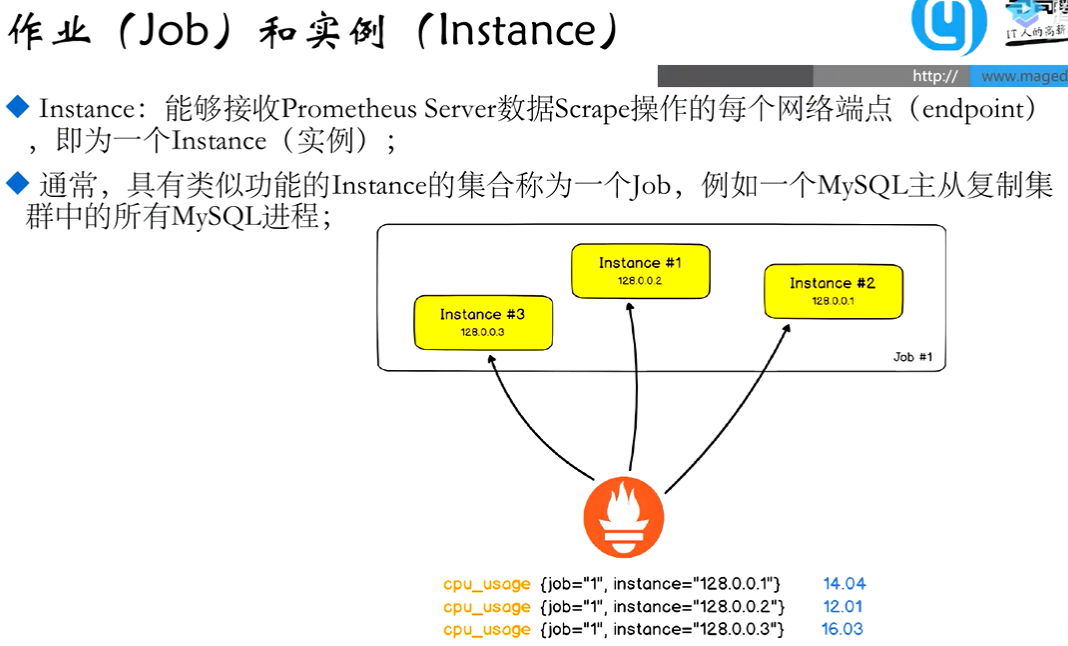 作业（Job）和实例（Instance）
IT人的高薪
http://
www.maged
Instance：能够接收Prometheus Server数据Scrape操作的每个网络端点（endpoint）
，即为一个Instance（实例）；
通常，具有类似功能的Instance的集合称为一个Job，例如一个MySQL主从复制集
群中的所有MySQL进程；
Instance #1
128.0.0.2
Instance #2
128.0.0.1
Instance #3
128.0.0.3
Job #1
cpu_usage {job="1", instance="128.0.0.1"} 14.04
cpu_usage {job="1", instance="128.0.0.2"} 12.01
cpu_usage {job="1", instance="128.0.0.3"} 16.03